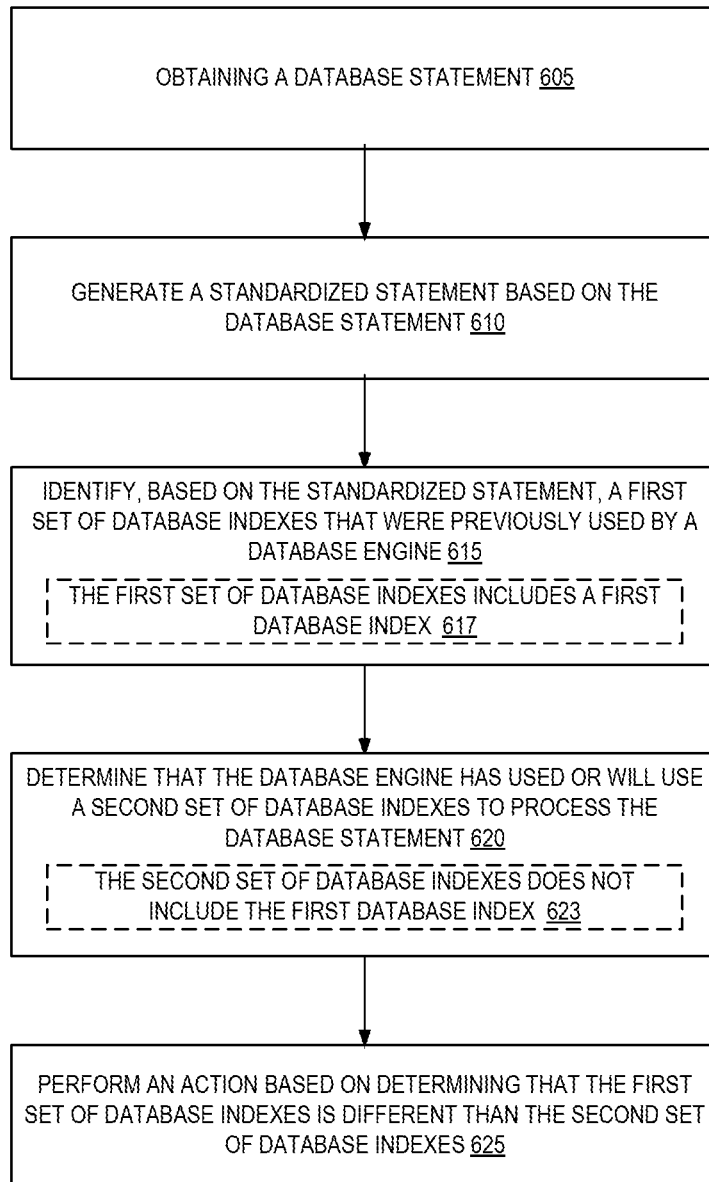 OBTAINING A DATABASE STATEMENT 605
GENERATE A STANDARDIZED STATEMENT BASED ON THE
DATABASE STATEMENT 610
IDENTIFY, BASED ON THE STANDARDIZED STATEMENT, A FIRST
SET OF DATABASE INDEXES THAT WERE PREVIOUSLY USED BY A
DATABASE ENGINE 615
THE FIRST SET OF DATABASE INDEXES INCLUDES A FIRST
DATABASE INDEX 617
DETERMINE THAT THE DATABASE ENGINE HAS USED OR WILL USE
A SECOND SET OF DATABASE INDEXES TO PROCESS THE
DATABASE STATEMENT 620
THE SECOND SET OF DATABASE INDEXES DOES NOT
INCLUDE THE FIRST DATABASE INDEX 623
PERFORM AN ACTION BASED ON DETERMINING THAT THE FIRST
SET OF DATABASE INDEXES IS DIFFERENT THAN THE SECOND SET
OF DATABASE INDEXES 625